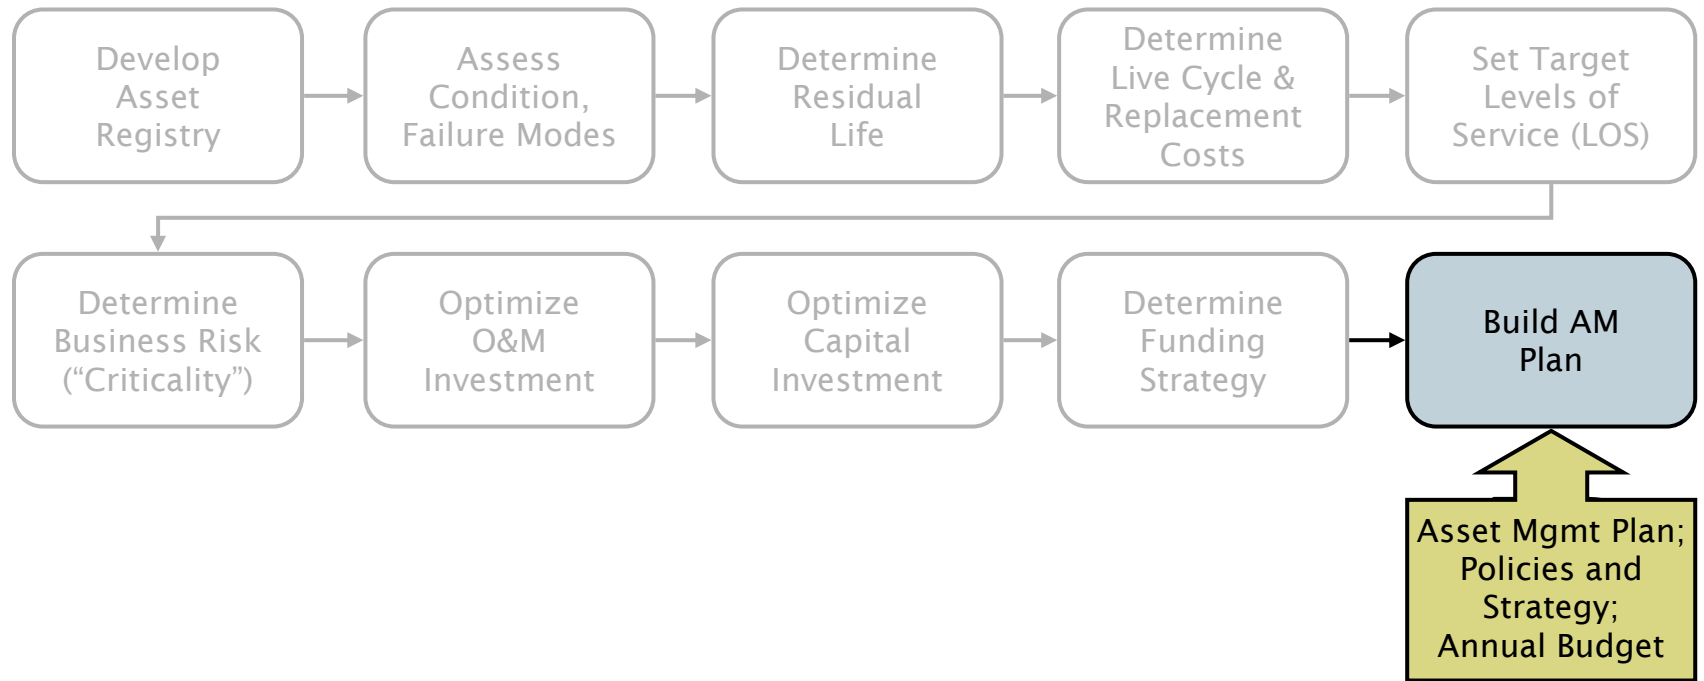 Develop
Asset
Registry
Assess
Condition,
Failure Modes
Determine
Residual
Life
Determine
Live Cycle &
Replacement
Costs
Set Target
Levels of
Service (LOS)
Determine
Business Risk
(“Criticality”)
Optimize
O&M
Investment
Optimize
Capital
Investment
Determine
Funding
Strategy
Build AM
Plan
Asset Mgmt Plan;
Policies and
Strategy;
Annual Budget